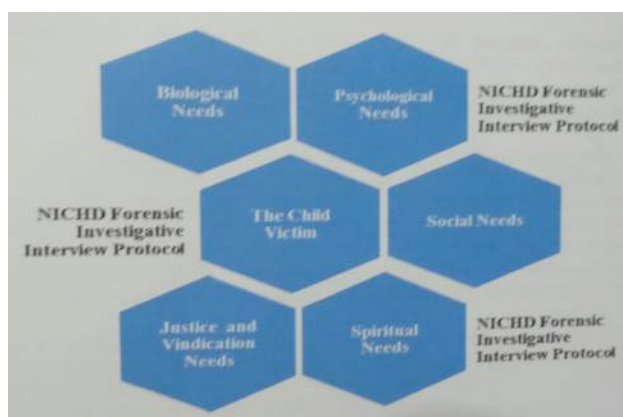 Biological
Needs
Psychological
Needs
NICHD Forensic
Investigative
Interview Protocol
NICHD Forensic
Investigative
Interview Protocol
The Child
Victim
Social Needs
Justice and
Vindication
Needs
Spiritual
Needs
NICHD Forensic
Investigative
Interview Protocol